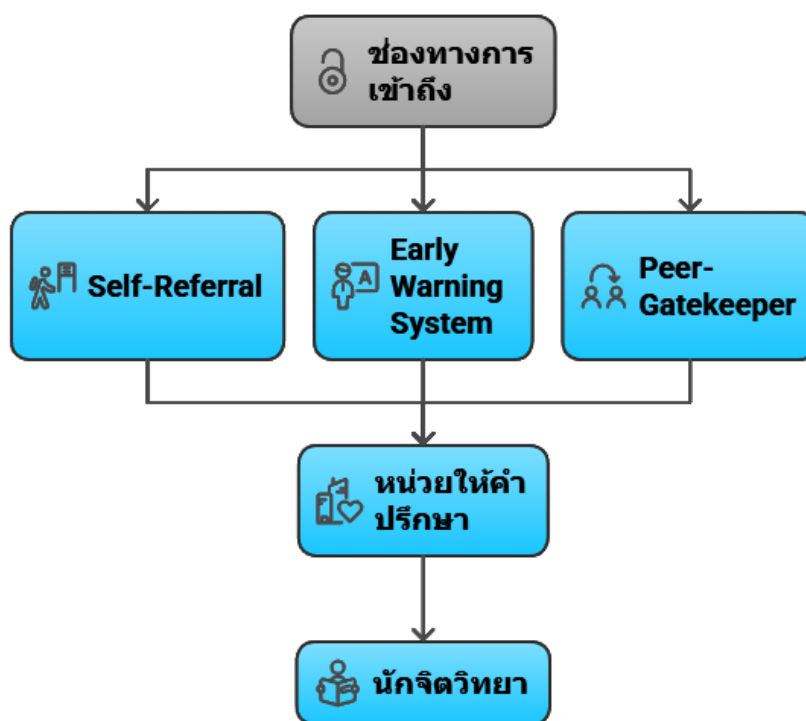 ช่องทางการ
เข้าถึง
Self-Referral
Early
Warning
System
A
Peer-
Gatekeeper
หน่วยให้คำ
ปรึกษา
นักจิตวิทยา